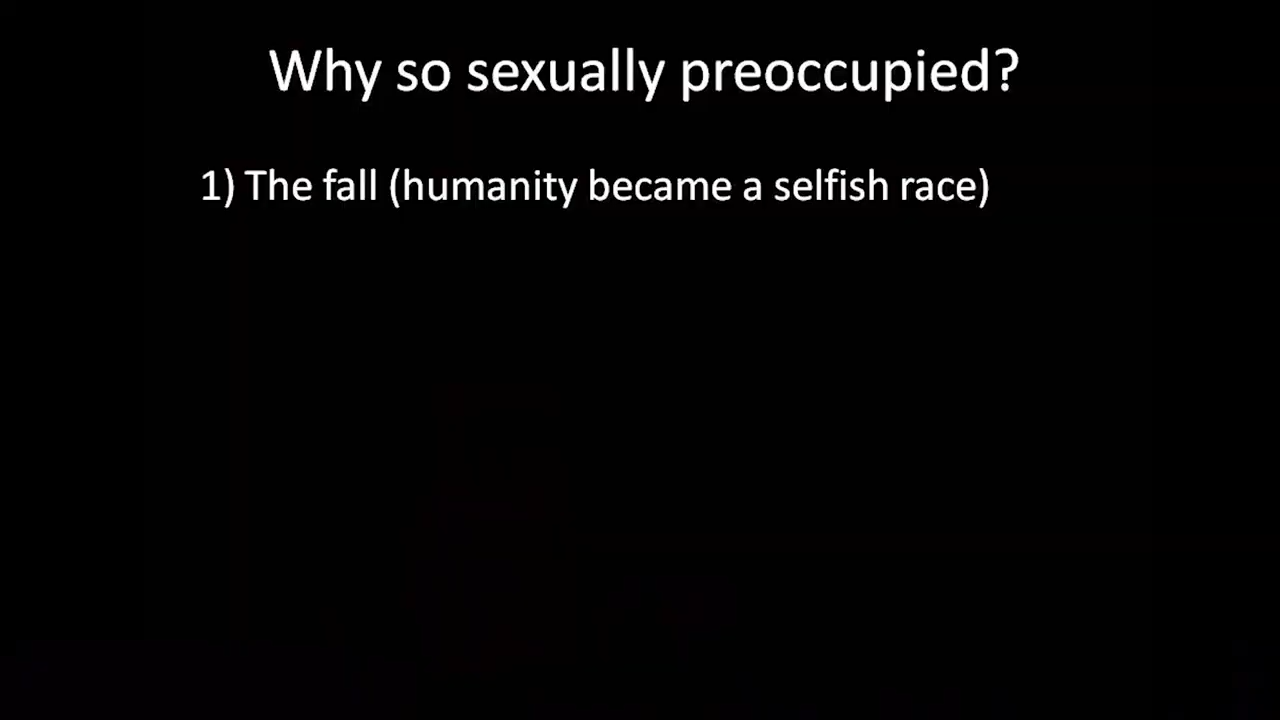 Why so sexually preoccupied?
1) The fall (humanity became a selfish race)